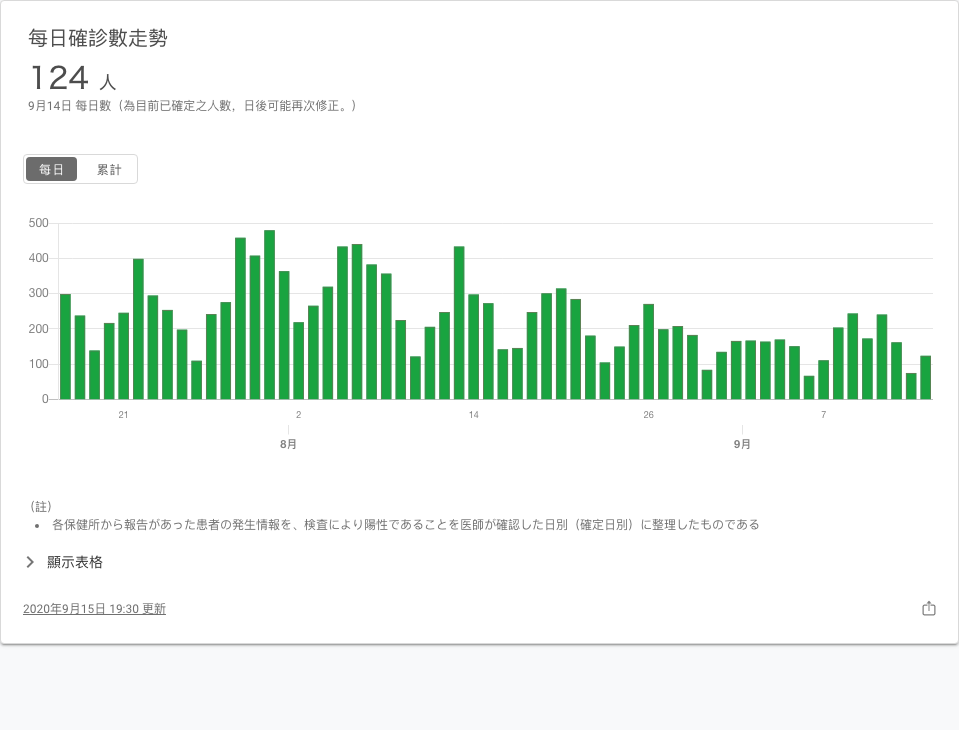 每日確診數走勢
124 人
9月14日 每日數（為目前已確定之人數，日後可能再次修正。）
每日 累計
500
400
300
200
100
0
21 2 14 26 7
8月 9月
（註）
• 各保健所から報告があった患者の発生情報を、検査により陽性であることを医師が確認した日別（確定日別）に整理したものである
顯示表格
2020年9月15日 19:30 更新